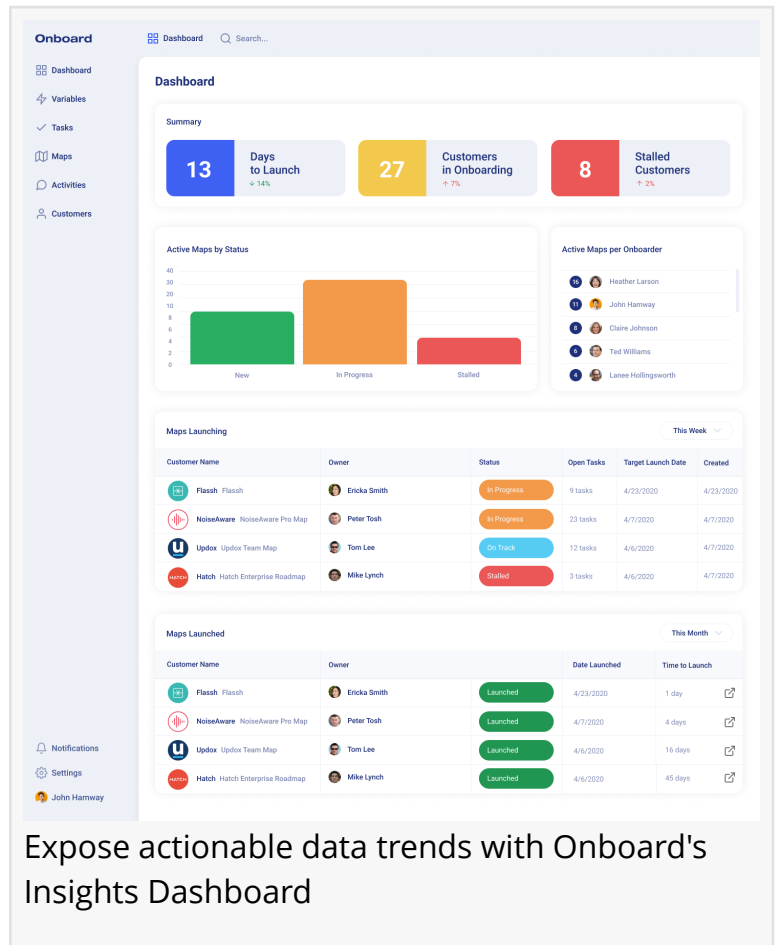 Onboard
Dashboard
Search...
Dashboard
Variables
Tasks
Maps
Activities
Customers
Dashboard
Summary
13
Days
to Launch
↓ 14%
27
Customers
in Onboarding
↑ 7%
8
Stalled
Customers
↑ 2%
Active Maps by Status
40
30
20
10
8
6
4
2
0
New In Progress Stalled
Active Maps per Onboarder
16 Heather Larson
11 John Hamway
8 Claire Johnson
6 Ted Williams
4 Lanee Hollingsworth
Maps Launching This Week
Customer Name Owner Status Open Tasks Target Launch Date Created
Flassh Flassh Ericka Smith In Progress 9 tasks 4/23/2020 4/23/2020
NoiseAware NoiseAware Pro Map Peter Tosh In Progress 23 tasks 4/7/2020 4/7/2020
U Updox Updox Team Map Tom Lee On Track 12 tasks 4/6/2020 4/7/2020
HATCH Hatch Hatch Enterprise Roadmap Mike Lynch Stalled 3 tasks 4/6/2020 4/7/2020
Maps Launched This Month
Customer Name Owner Date Launched Time to Launch
Flassh Flassh Ericka Smith Launched 4/23/2020 1 day
NoiseAware NoiseAware Pro Map Peter Tosh Launched 4/7/2020 4 days
U Updox Updox Team Map Tom Lee Launched 4/6/2020 16 days
HATCH Hatch Hatch Enterprise Roadmap Mike Lynch Launched 4/6/2020 45 days
Notifications
Settings
John Hamway
Expose actionable data trends with Onboard's
Insights Dashboard